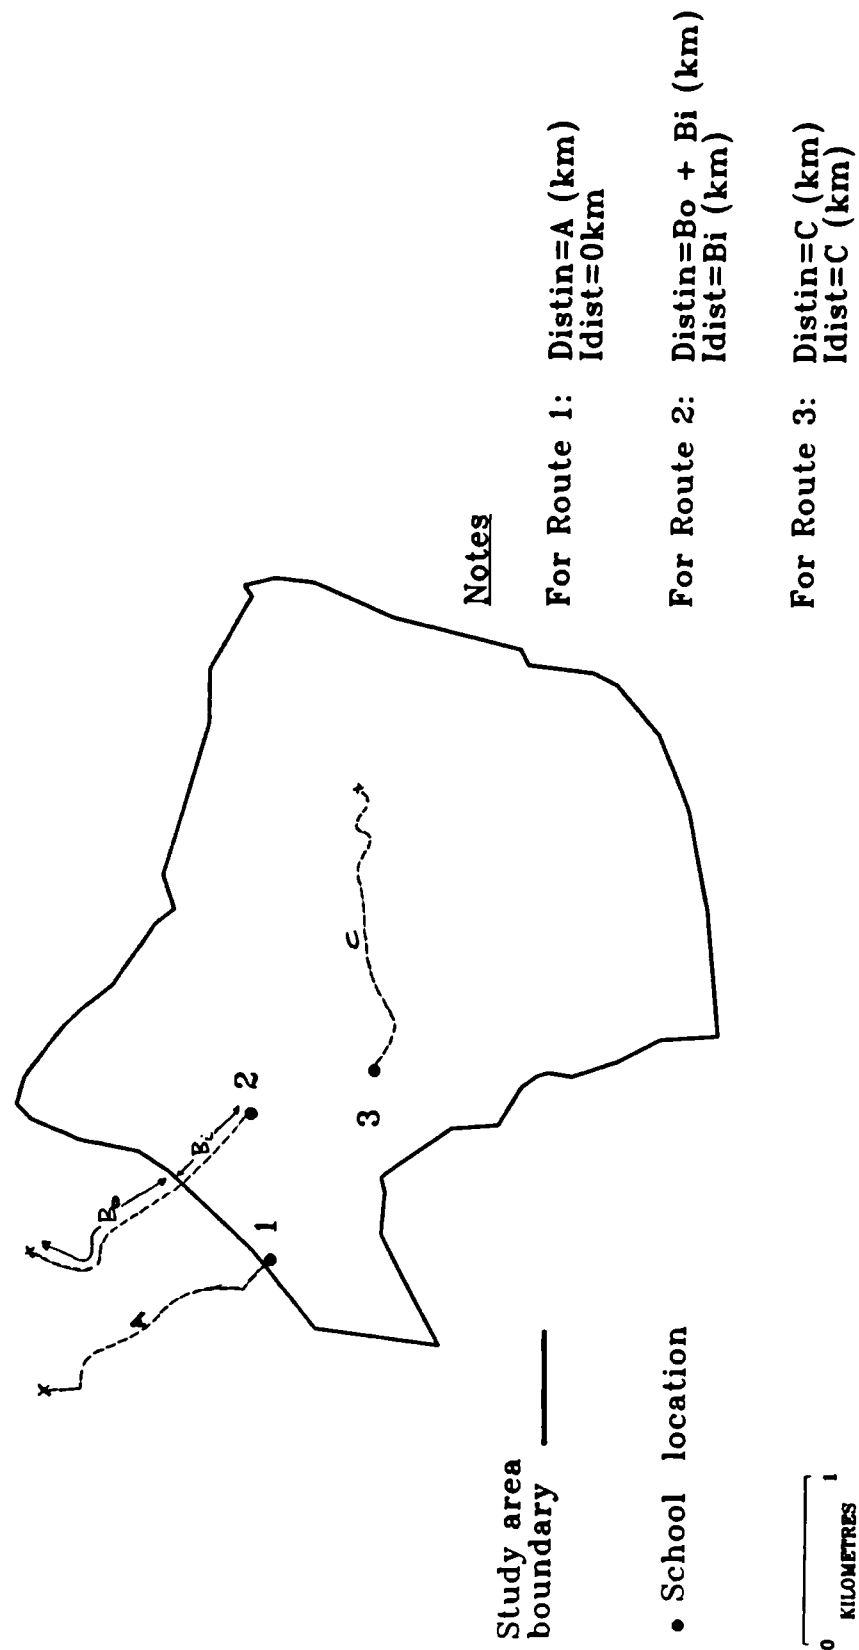 A
Bo
Bi
C
1
2
3
Study area
boundary
• School location
0 1
KILOMETRES
Notes
For Route 1: Distin=A (km)
Idist=0km
For Route 2: Distin=Bo + Bi (km)
Idist=Bi (km)
For Route 3: Distin=C (km)
Idist=C (km)